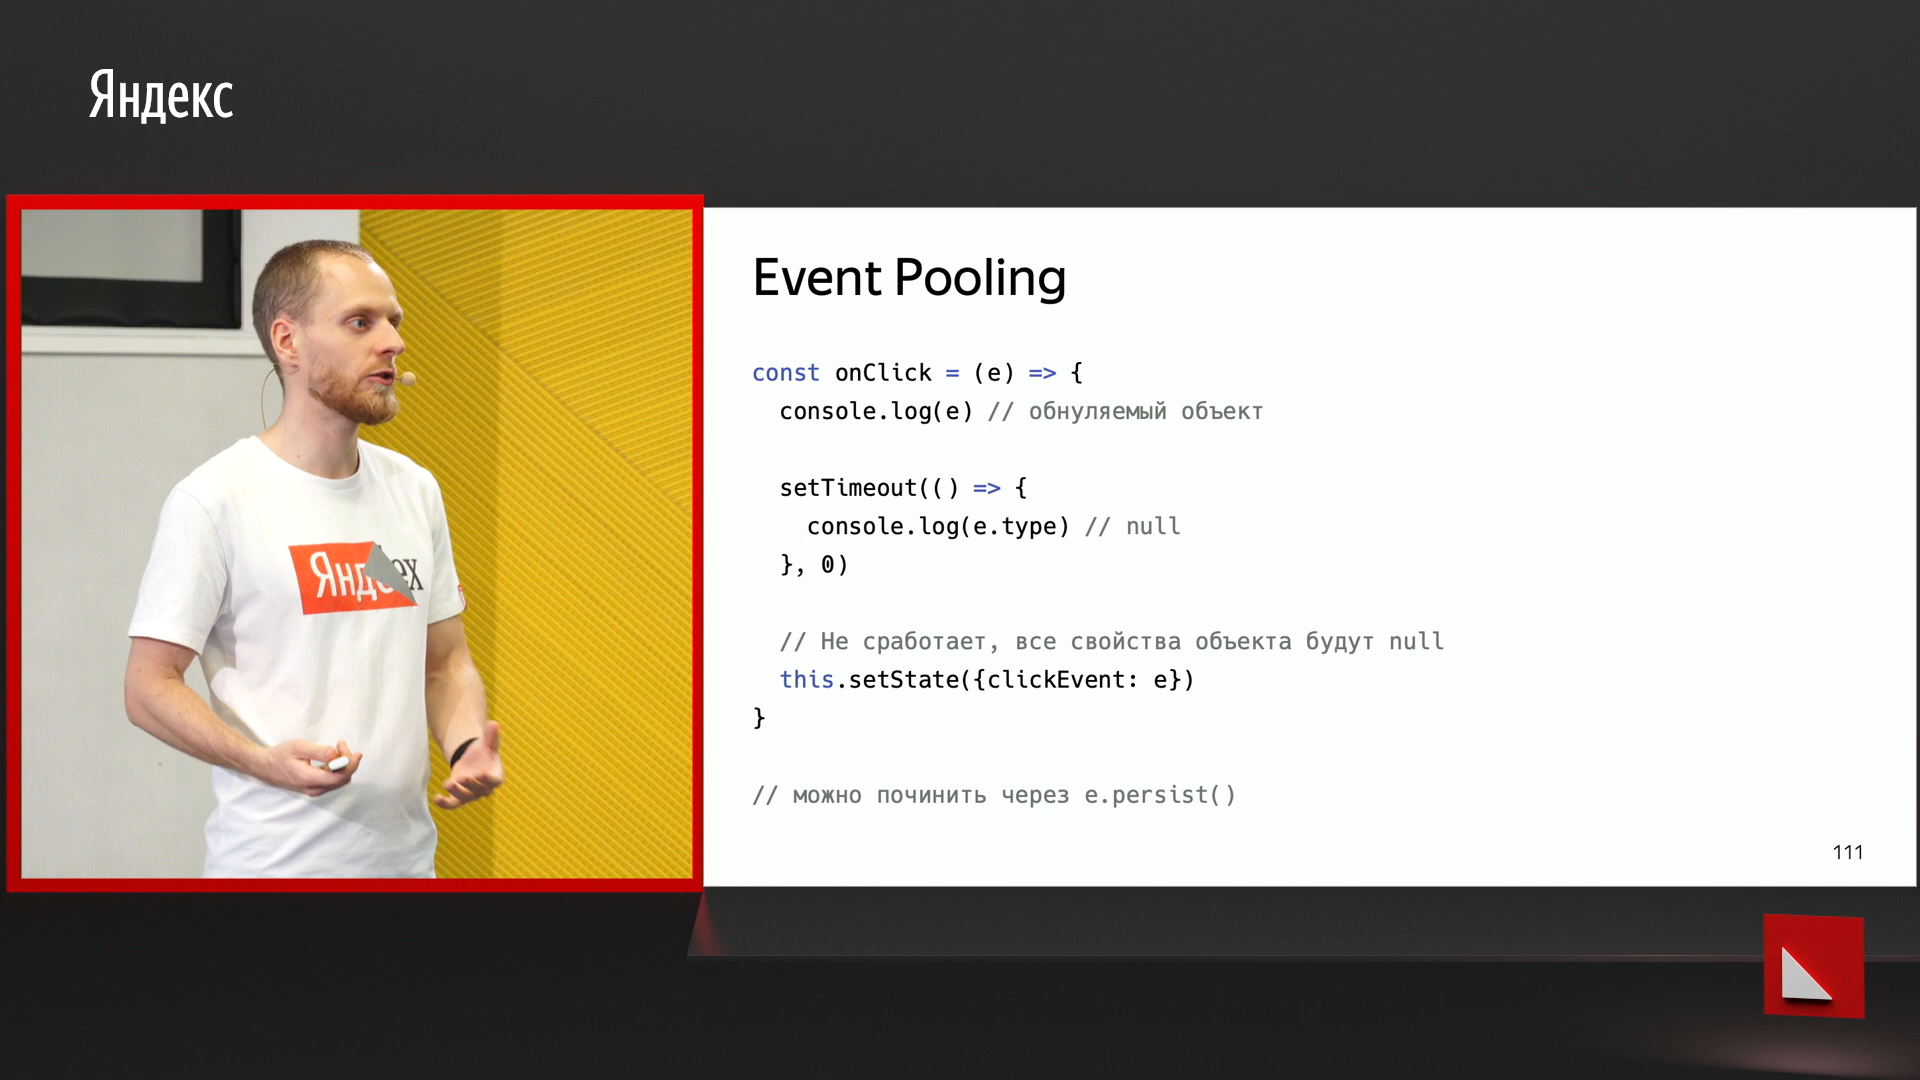 Яндекс
Яндех
Event Pooling
const onClick = (e) => {
console.log(e) // обнуляемый объект
setTimeout(() => {
console.log(e.type) // null
}, 0)
// Не сработает, все свойства объекта будут null
this.setState({clickEvent: e})
}
// можно починить через e.persist()
111